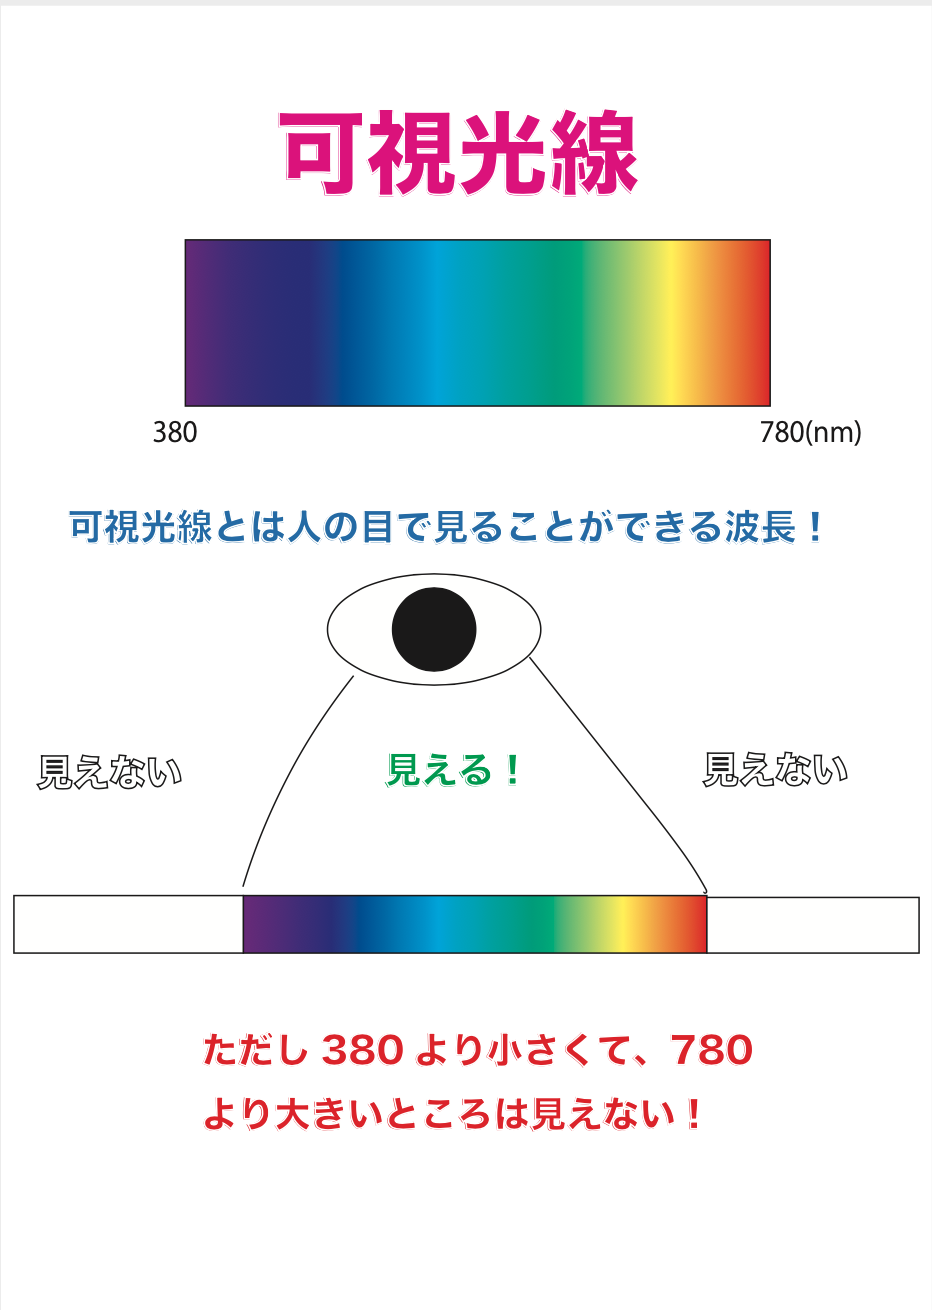 可視光線
380
780(nm)
可視光線とは人の目で見ることができる波長！
見えない
見える！
見えない
ただし 380 より小さくて、780
より大きいところは見えない！